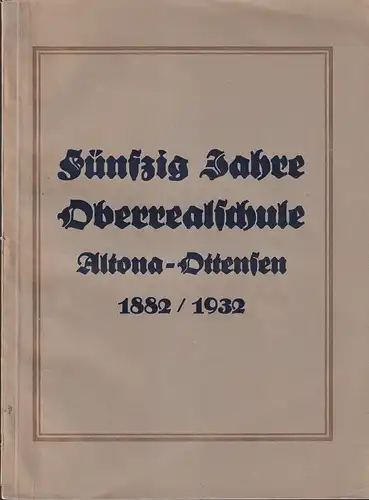 Fünfzig Jahre
Oberrealschule
Altona-Ottensen
1882 / 1932